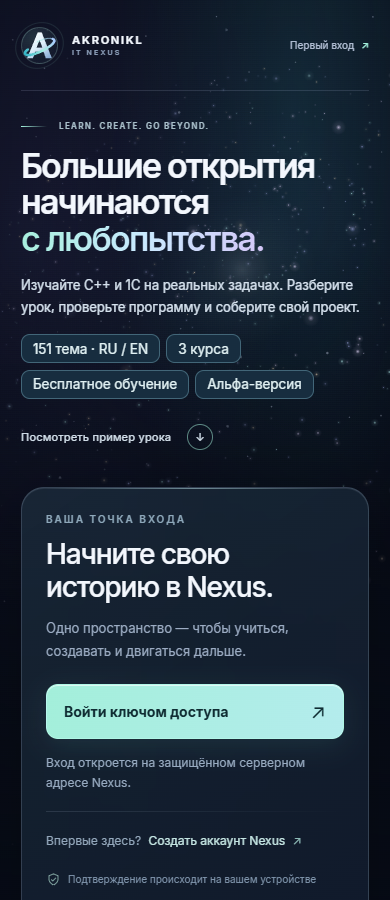 AKRONIKL
IT NEXUS
Первый вход ↗
LEARN. CREATE. GO BEYOND.
Большие открытия
начинаются
с любопытства.
Изучайте C++ и 1С на реальных задачах. Разберите
урок, проверьте программу и соберите свой проект.
151 тема · RU / EN
3 курса
Бесплатное обучение
Альфа-версия
Посмотреть пример урока ↓
ВАША ТОЧКА ВХОДА
Начните свою
историю в Nexus.
Одно пространство — чтобы учиться,
создавать и двигаться дальше.
Войти ключом доступа ↗
Вход откроется на защищённом серверном
адресе Nexus.
Впервые здесь? Создать аккаунт Nexus ↗
Подтверждение происходит на вашем устройстве